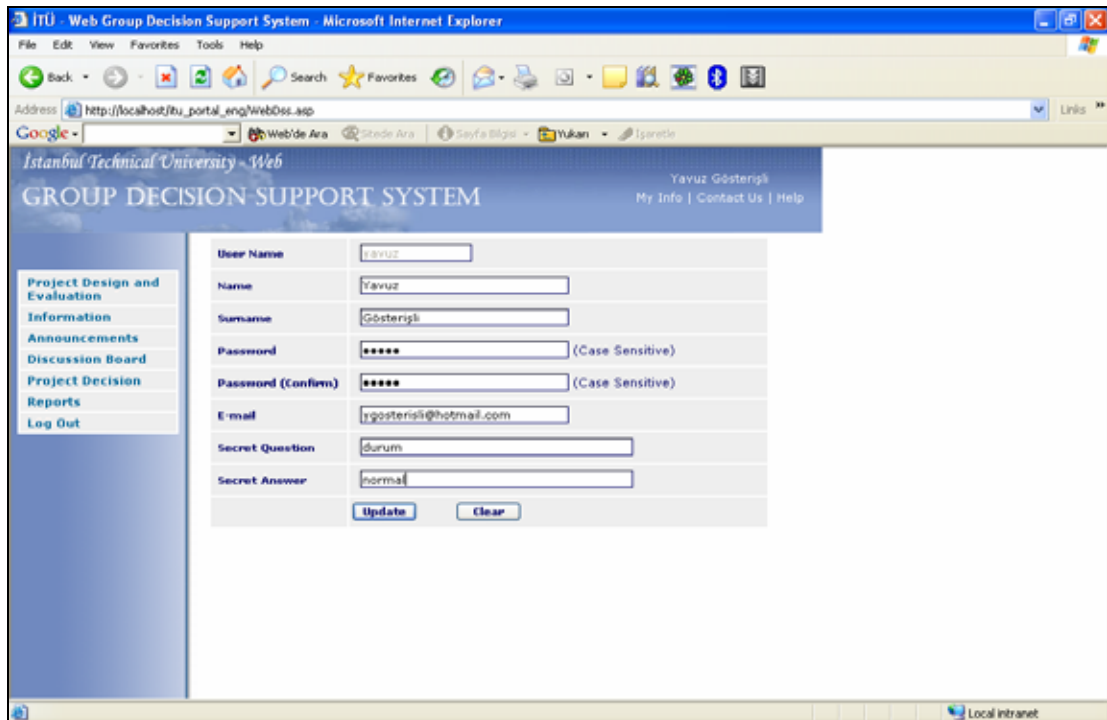 İTÜ - Web Group Decision Support System - Microsoft Internet Explorer
File Edit View Favorites Tools Help
Back Search Favorites
Address http://localhost/itu_portal_eng/WebDss.asp Links
Google Web'de Ara Sitede Ara Sayfa Bilgisi Yukarı İşaretle
İstanbul Technical University - Web
GROUP DECISION SUPPORT SYSTEM
Yavuz Gösterişli
My Info | Contact Us | Help
Project Design and
Evaluation
Information
Announcements
Discussion Board
Project Decision
Reports
Log Out
User Name yavuz
Name Yavuz
Surname Gösterişli
Password ••••• (Case Sensitive)
Password (Confirm) ••••• (Case Sensitive)
E-mail ygosterisli@hotmail.com
Secret Question durum
Secret Answer normal
Update Clear
Local intranet